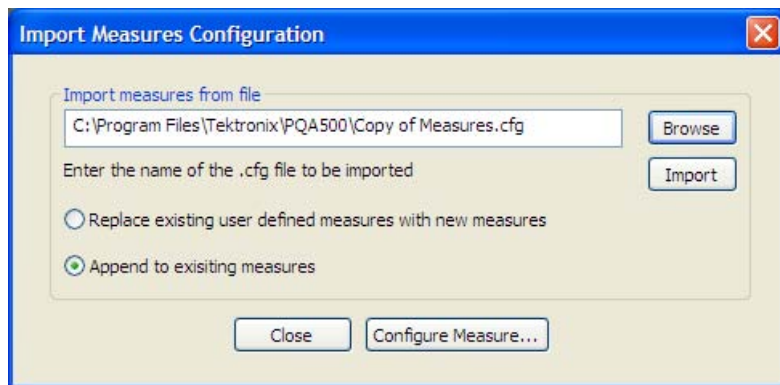 Import Measures Configuration
Import measures from file
C:\Program Files\Tektronix\PQA500\Copy of Measures.cfg
Browse
Enter the name of the .cfg file to be imported
Import
Replace existing user defined measures with new measures
Append to exisiting measures
Close
Configure Measure...